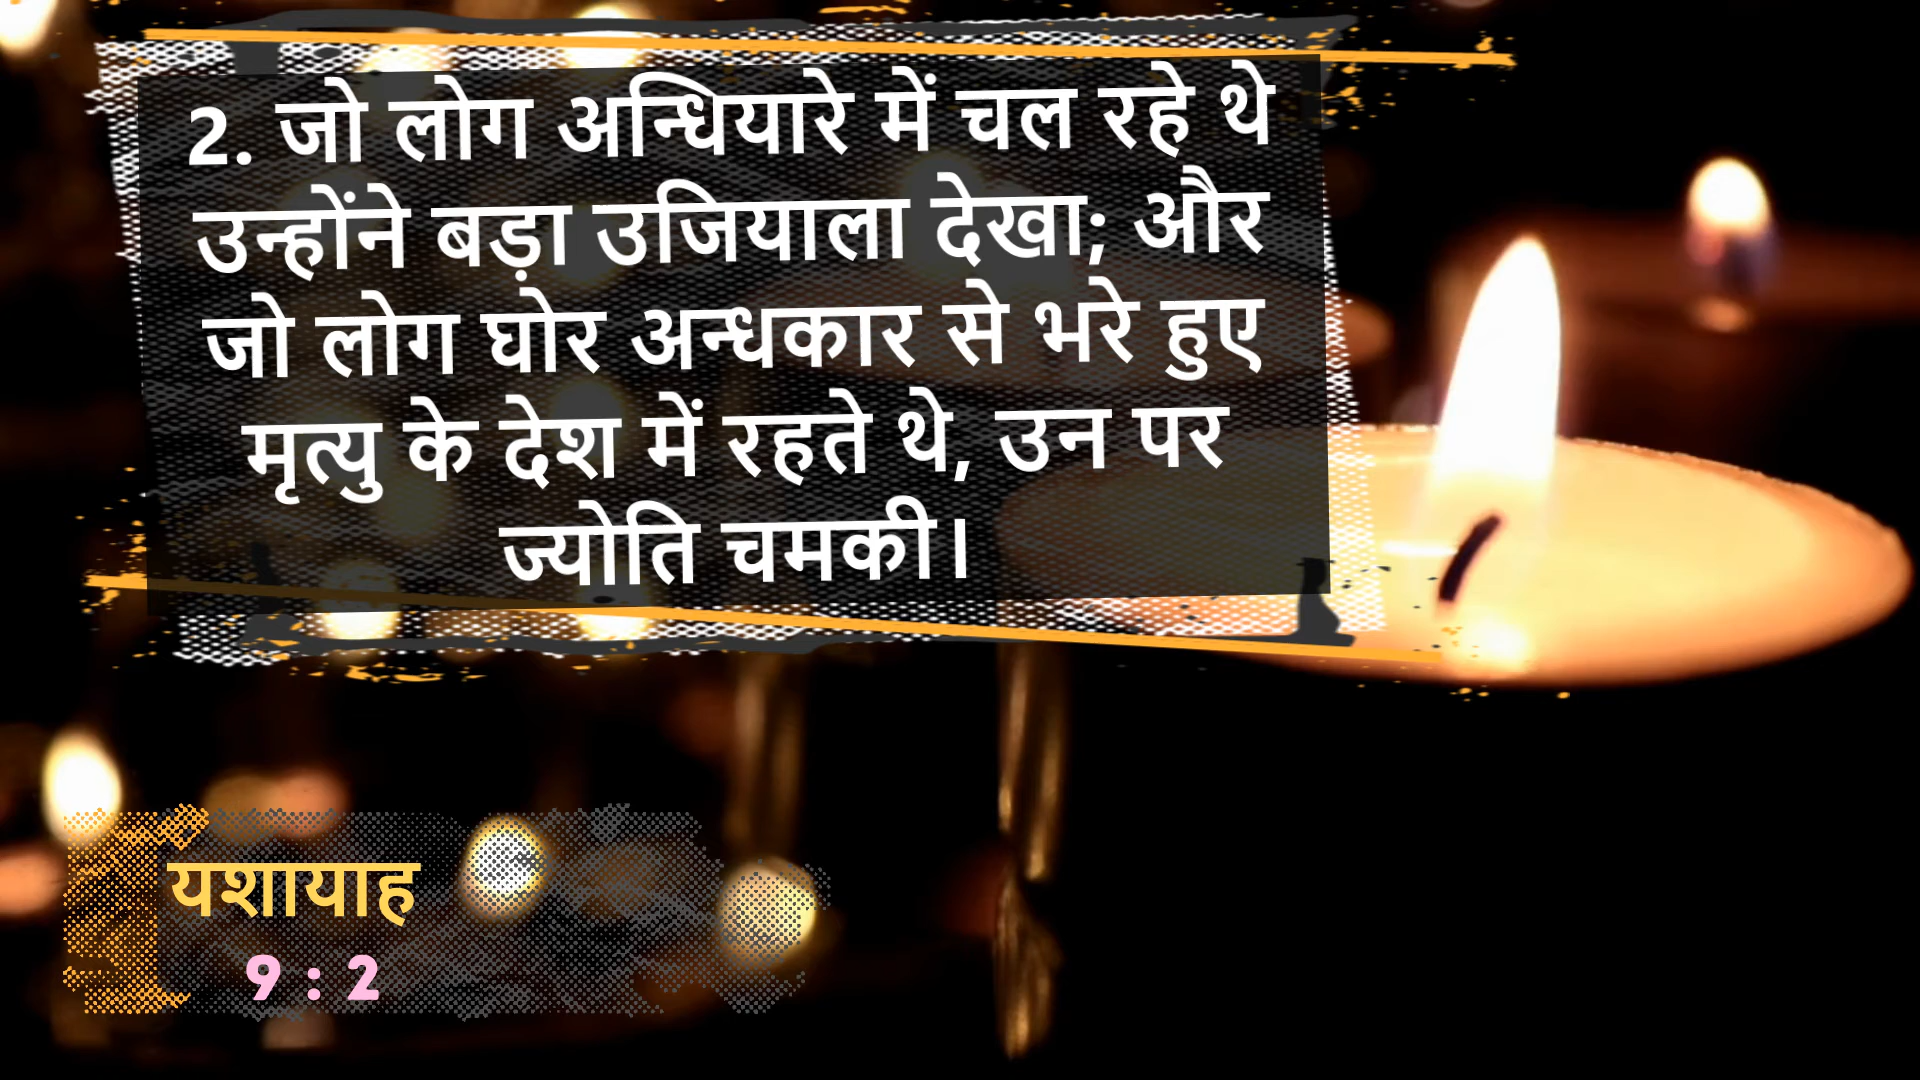 2. जो लोग अन्धियारे में चल रहे थे
उन्होंने बड़ा उजियाला देखा; और
जो लोग घोर अन्धकार से भरे हुए
मृत्यु के देश में रहते थे, उन पर
ज्योति चमकी।
यशायाह
9 : 2